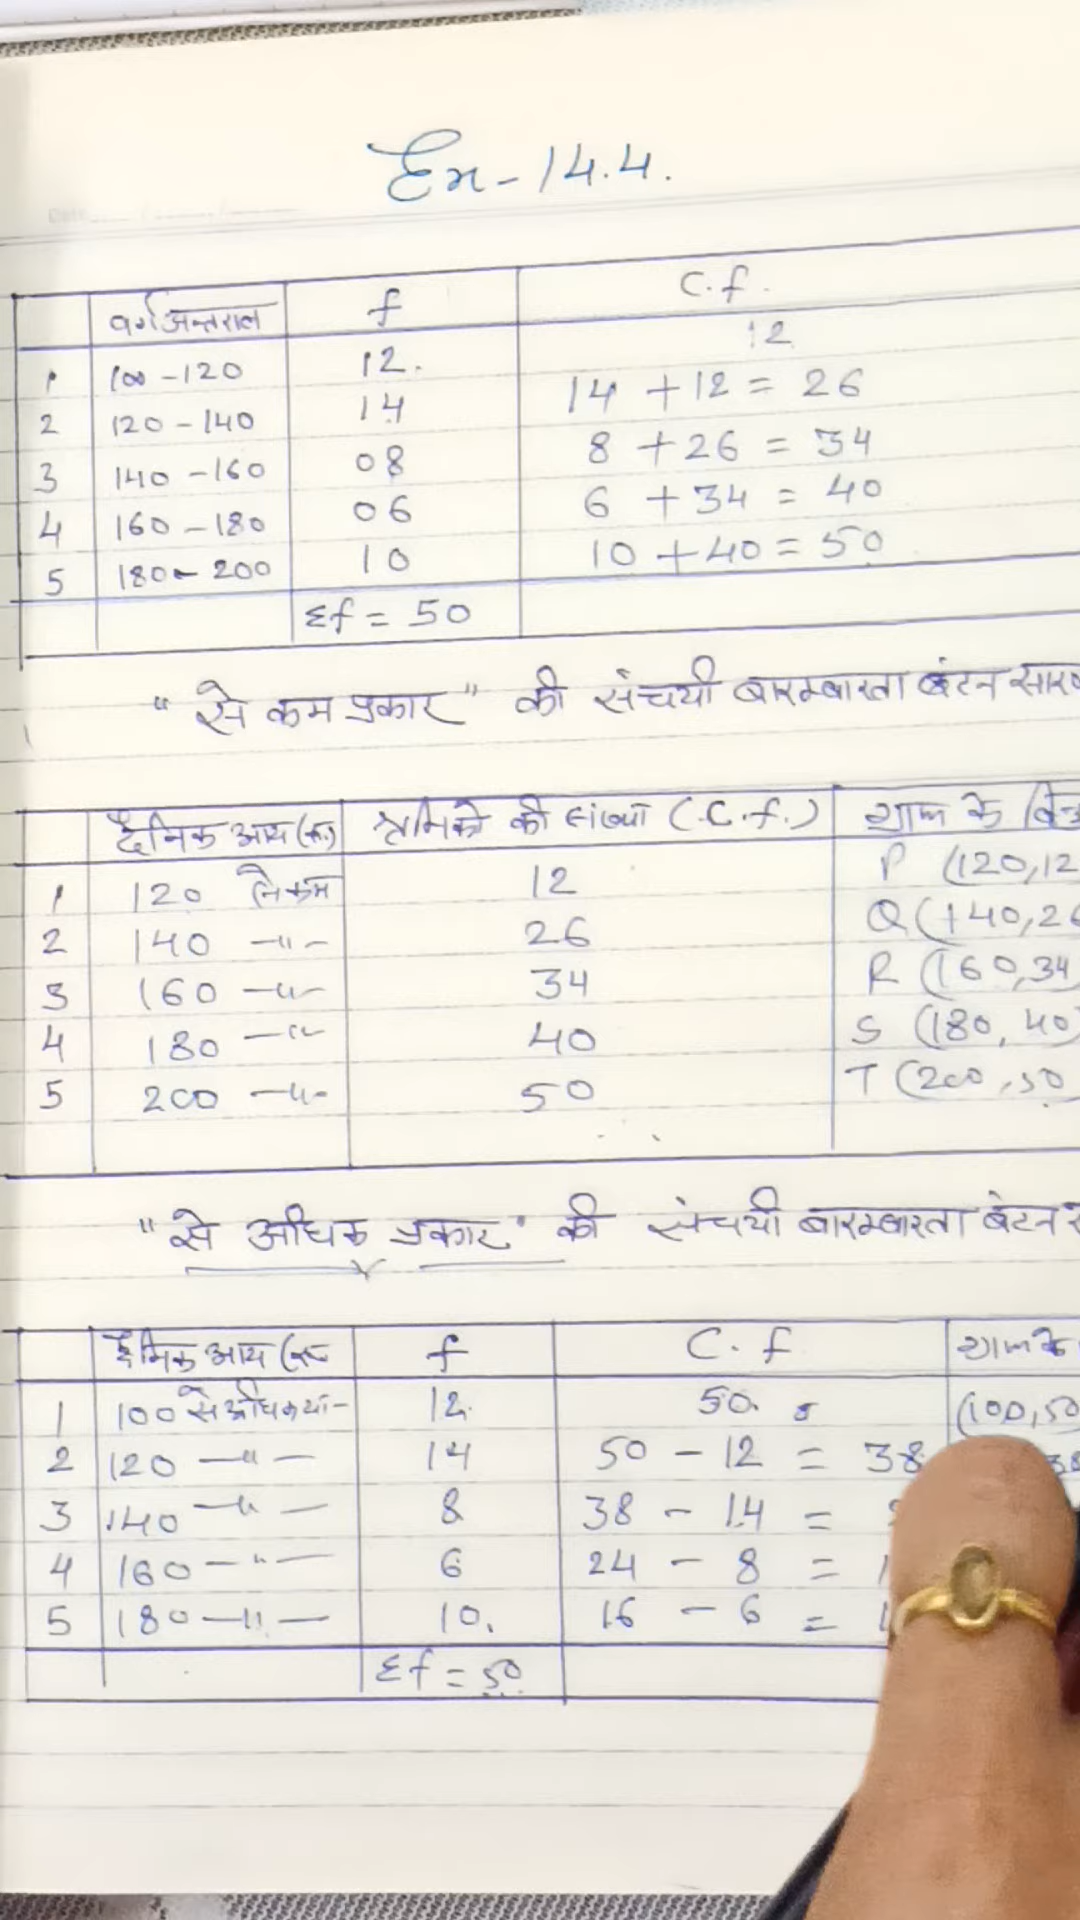 Ex-14.4.
वर्ग अन्तराल f C.f.
1 100-120 12. 12
2 120-140 14 14 + 12 = 26
3 140-160 08 8 + 26 = 34
4 160-180 06 6 + 34 = 40
5 180-200 10 10 + 40 = 50
Σf = 50
"से कम प्रकार" की संचयी बारम्बारता बंटन
दैनिक आय (रू.) श्रमिको की संख्या (C.f.) ग्राफ के
1 120 से कम 12 P (120,12
2 140 -〃- 26 Q (140,26
3 160 -〃- 34 R (160,34
4 180 -〃- 40 S (180, 40)
5 200 -〃- 50 T (200, 50
"से अधिक प्रकार" की संचयी बारम्बारता बंटन
दैनिक आय f C.f ग्राफ के
1 100 से अधिक या- 12. 50.
(100,50
2 120 -〃- 14 50 - 12 = 38 38
3 140 -〃- 8 38 - 14 =
4 160 -〃- 6 24 - 8 = 1
5 180 -〃- 10. 16 - 6 = 1
Σf = 50